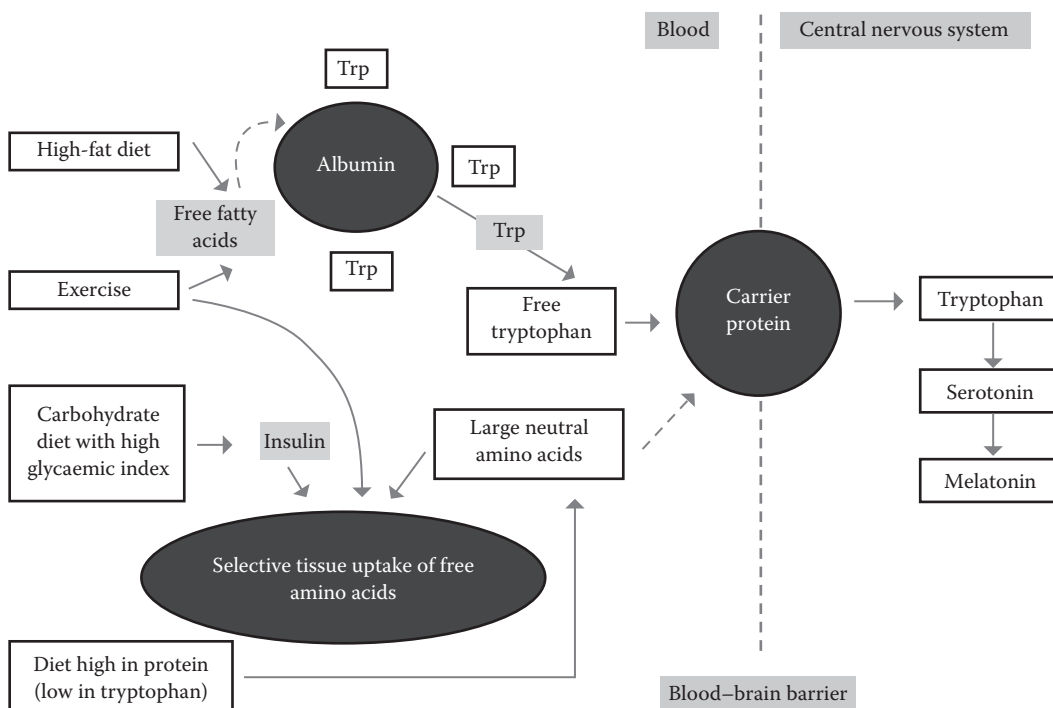 Blood
Central nervous system
Trp
High-fat diet
Albumin
Trp
Free fatty
acids
Trp
Trp
Exercise
Free
tryptophan
Carrier
protein
Tryptophan
Carbohydrate
diet with high
glycaemic index
Insulin
Large neutral
amino acids
Serotonin
Melatonin
Selective tissue uptake of free
amino acids
Diet high in protein
(low in tryptophan)
Blood–brain barrier